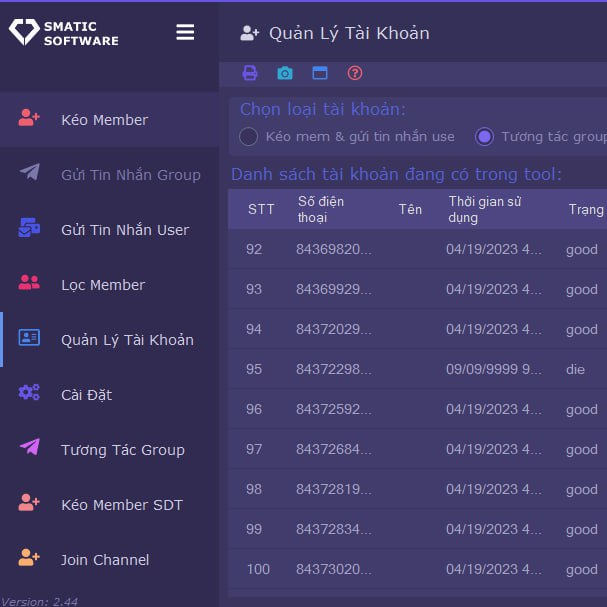 SMATIC
SOFTWARE
Quản Lý Tài Khoản
Kéo Member
Gửi Tin Nhắn Group
Gửi Tin Nhắn User
Lọc Member
Quản Lý Tài Khoản
Cài Đặt
Tương Tác Group
Kéo Member SDT
Join Channel
Version: 2.44
Chọn loại tài khoản:
Kéo mem & gửi tin nhắn use
Tương tác group
Danh sách tài khoản đang có trong tool:
STT Số điện thoại Tên Thời gian sử dụng Trạng
92 84369820... 04/19/2023 4... good
93 84369929... 04/19/2023 4... good
94 84372029... 04/19/2023 4... good
95 84372298... 09/09/9999 9... die
96 84372592... 04/19/2023 4... good
97 84372684... 04/19/2023 4... good
98 84372819... 04/19/2023 4... good
99 84372834... 04/19/2023 4... good
100 84373020... 04/19/2023 4... good